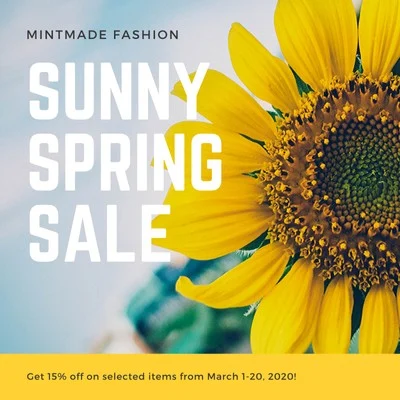 MINTMADE FASHION
SUNNY
SPRING
SALE
Get 15% off on selected items from March 1-20, 2020!